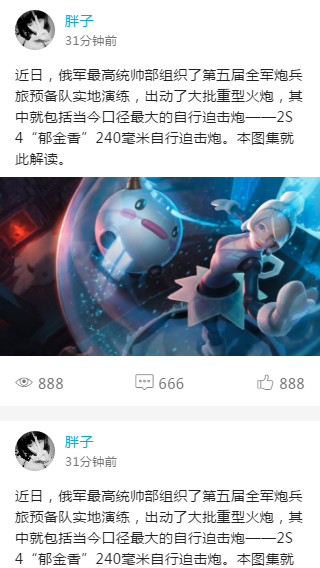 胖子
31分钟前
近日，俄军最高统帅部组织了第五届全军炮兵
旅预备队实地演练，出动了大批重型火炮，其
中就包括当今口径最大的自行迫击炮——2S
4“郁金香”240毫米自行迫击炮。本图集就
此解读。
888
666
888
胖子
31分钟前
近日，俄军最高统帅部组织了第五届全军炮兵
旅预备队实地演练，出动了大批重型火炮，其
中就包括当今口径最大的自行迫击炮——2S
4“郁金香”240毫米自行迫击炮。本图集就